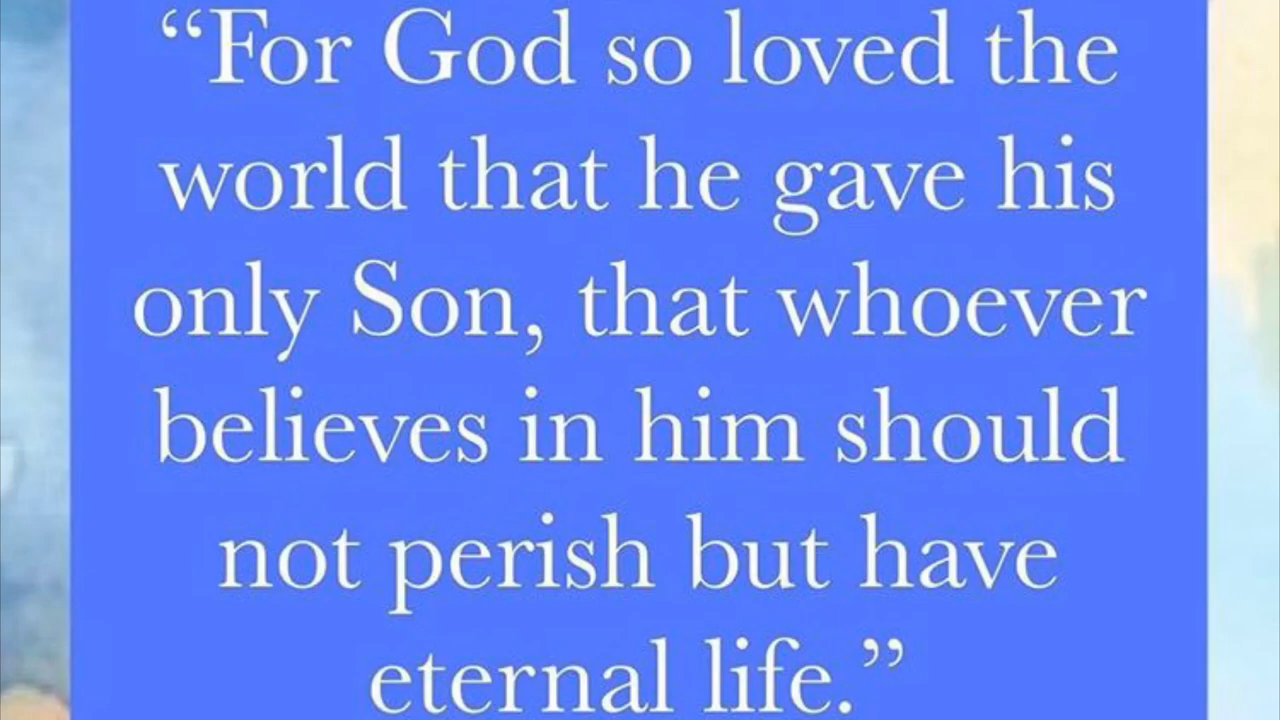 “For God so loved the
world that he gave his
only Son, that whoever
believes in him should
not perish but have
eternal life.”